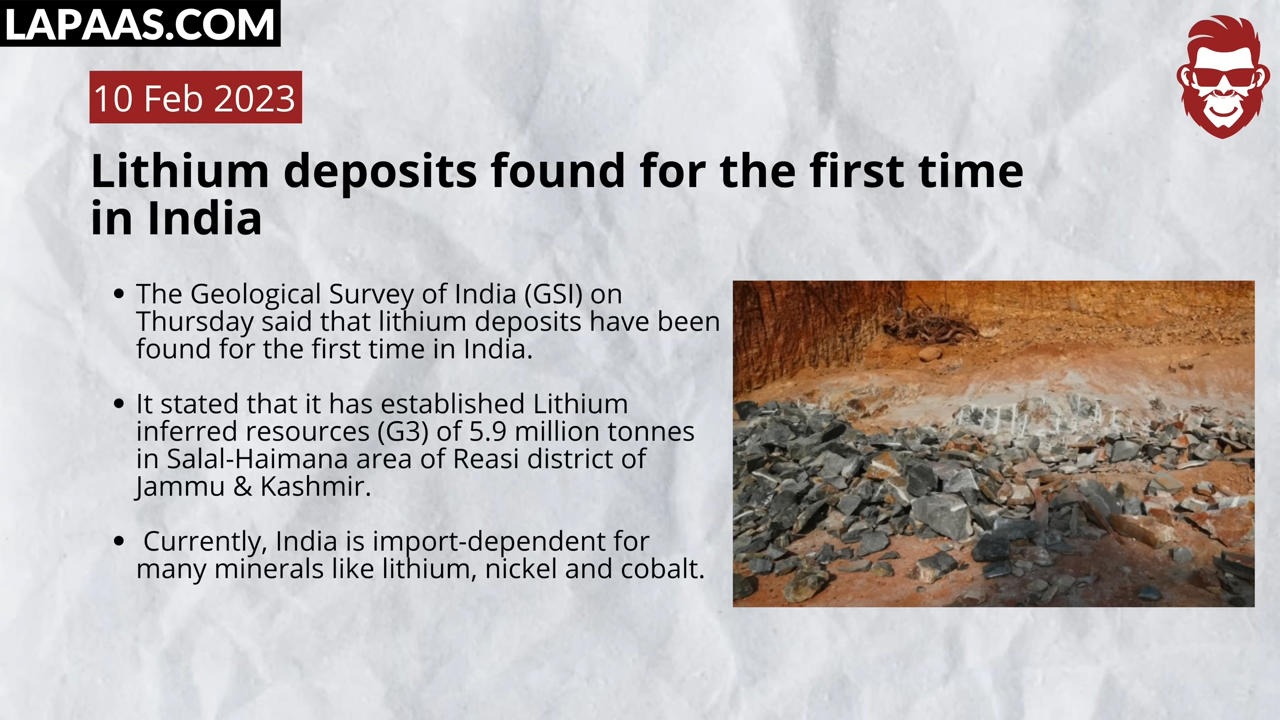 LAPAAS.COM
10 Feb 2023
Lithium deposits found for the first time
in India
• The Geological Survey of India (GSI) on
Thursday said that lithium deposits have been
found for the first time in India.
• It stated that it has established Lithium
inferred resources (G3) of 5.9 million tonnes
in Salal-Haimana area of Reasi district of
Jammu & Kashmir.
• Currently, India is import-dependent for
many minerals like lithium, nickel and cobalt.